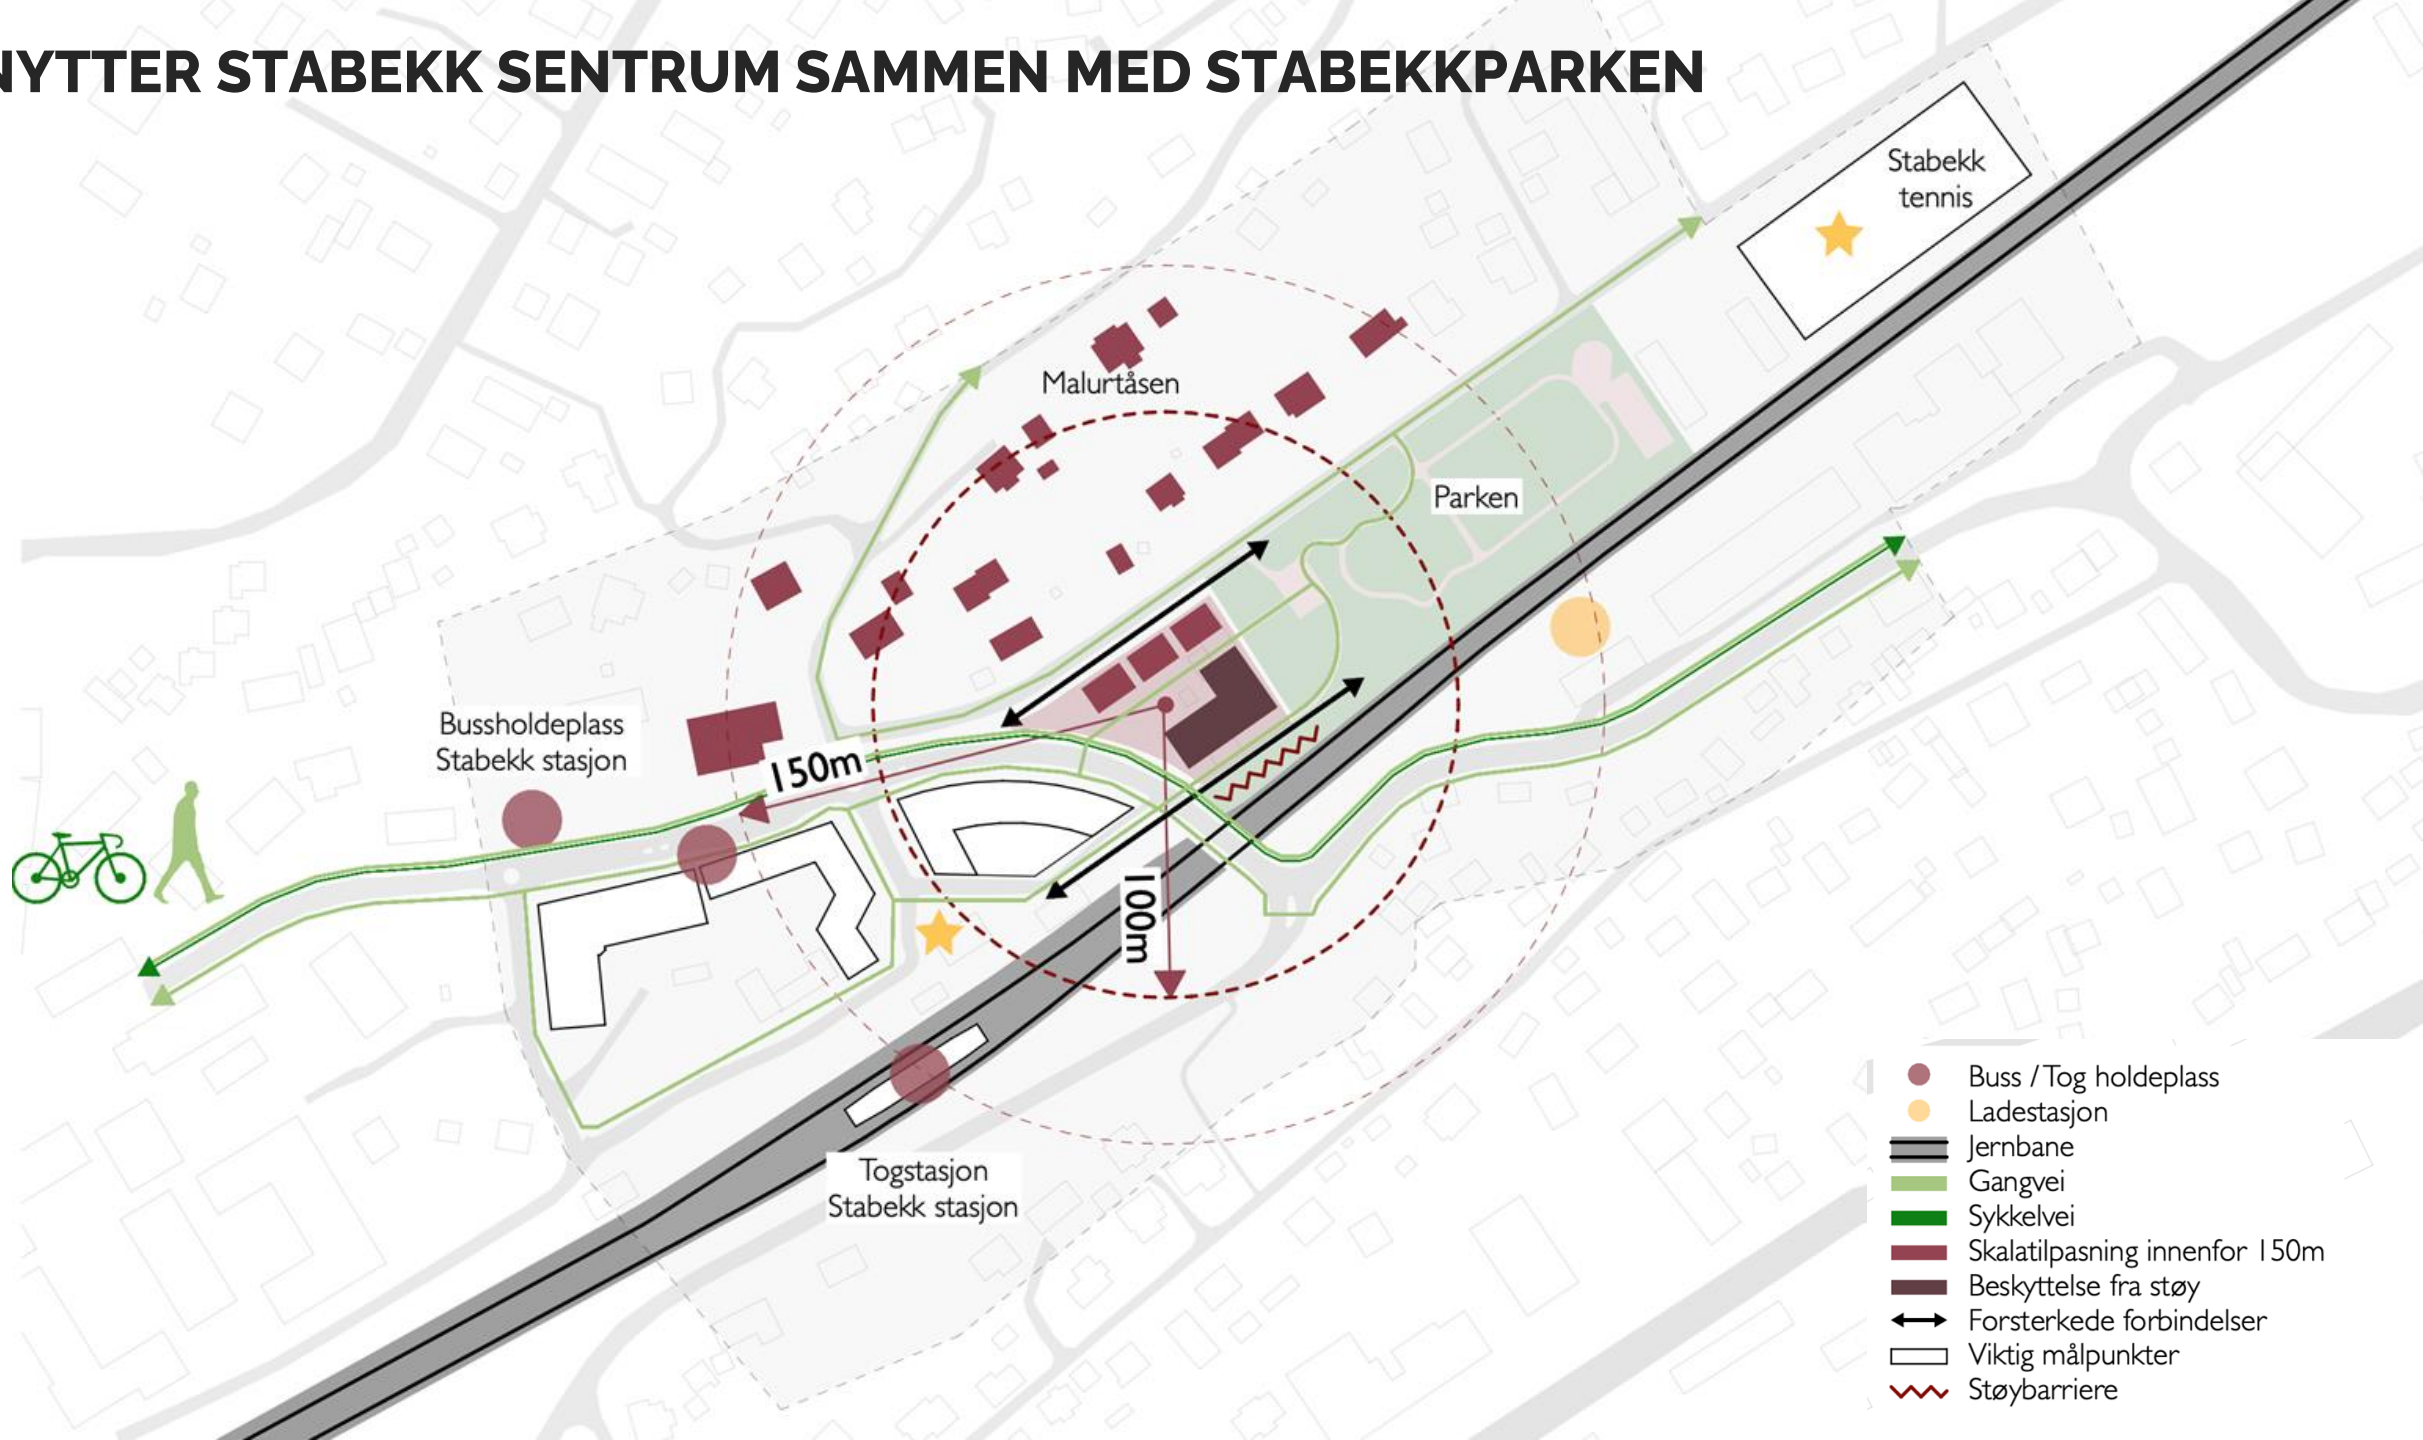 NYTTER STABEKK SENTRUM SAMMEN MED STABEKKPARKEN
Stabekk
tennis
Malurtåsen
Parken
Bussholdeplass
Stabekk stasjon
150m
100m
Togstasjon
Stabekk stasjon
Buss / Tog holdeplass
Ladestasjon
Jernbane
Gangvei
Sykkelvei
Skalatilpasning innenfor 150m
Beskyttelse fra støy
Forsterkede forbindelser
Viktig målpunkter
Støybarriere